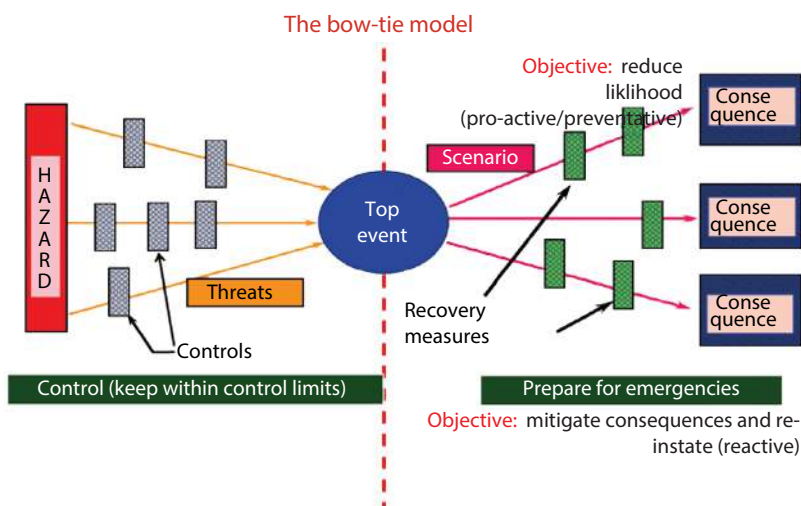 The bow-tie model
Objective: reduce
liklihood
(pro-active/preventative)
Conse
quence
HAZARD
Scenario
Top
event
Conse
quence
Threats
Recovery
measures
Conse
quence
Controls
Control (keep within control limits)
Prepare for emergencies
Objective: mitigate consequences and re-
instate (reactive)